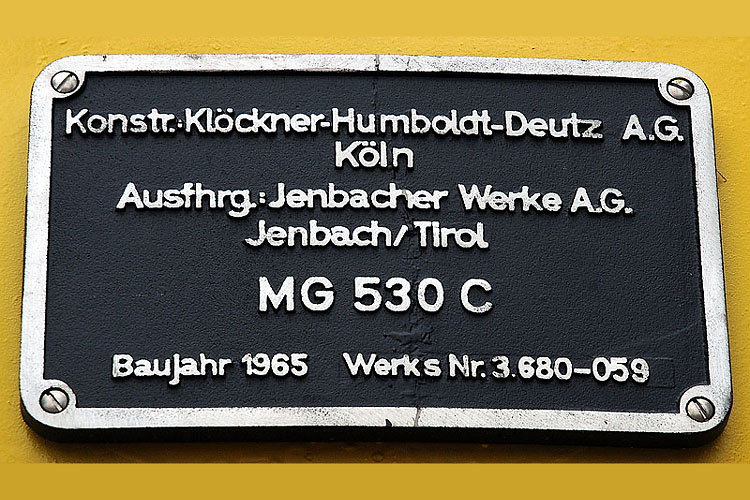 Konstr.:Klöckner-Humboldt-Deutz A.G.
Köln
Ausfhrg.:Jenbacher Werke A.G.
Jenbach/Tirol
MG 530 C
Baujahr 1965 Werks Nr.3.680-059